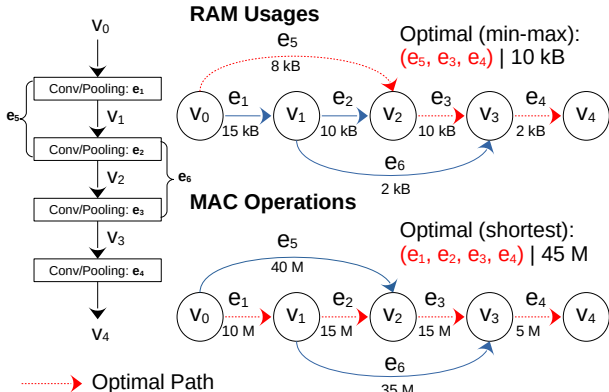 v0
Conv/Pooling: e1
v1
e5
Conv/Pooling: e2
v2
e6
Conv/Pooling: e3
v3
Conv/Pooling: e4
v4
Optimal Path
RAM Usages
Optimal (min-max):
(e5, e3, e4) | 10 kB
e5
8 kB
v0
e1
15 kB
v1
e2
10 kB
v2
e3
10 kB
v3
e4
2 kB
v4
e6
2 kB
MAC Operations
Optimal (shortest):
(e1, e2, e3, e4) | 45 M
e5
40 M
v0
e1
10 M
v1
e2
15 M
v2
e3
15 M
v3
e4
5 M
v4
e6
35 M